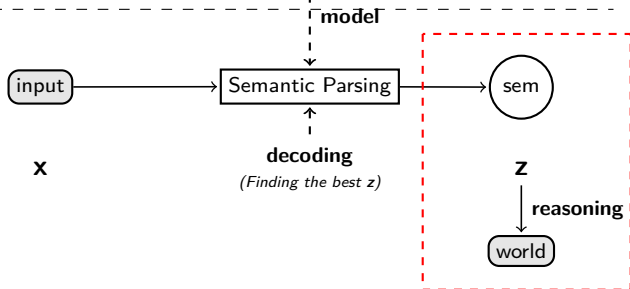 model
input
Semantic Parsing
sem
decoding
(Finding the best z)
x
z
reasoning
world